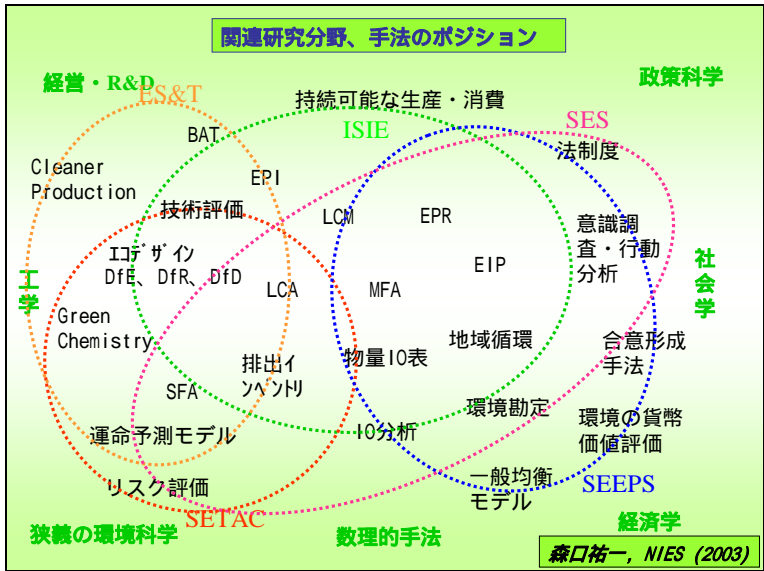 関連研究分野、手法のポジション
経営・R&D
政策科学
ES&T
持続可能な生産・消費
SES
BAT
ISIE
法制度
Cleaner
Production
EPI
技術評価
LCM
EPR
意識調
査・行動
分析
エコデザイン
DfE、DfR、DfD
EIP
工学
社会学
LCA
MFA
Green
Chemistry
地域循環
合意形成
手法
物量IO表
排出イ
ンベントリ
SFA
環境勘定
環境の貨幣
価値評価
運命予測モデル
IO分析
リスク評価
一般均衡
モデル
SEEPS
SETAC
経済学
狭義の環境科学
数理的手法
森口祐一, NIES (2003)